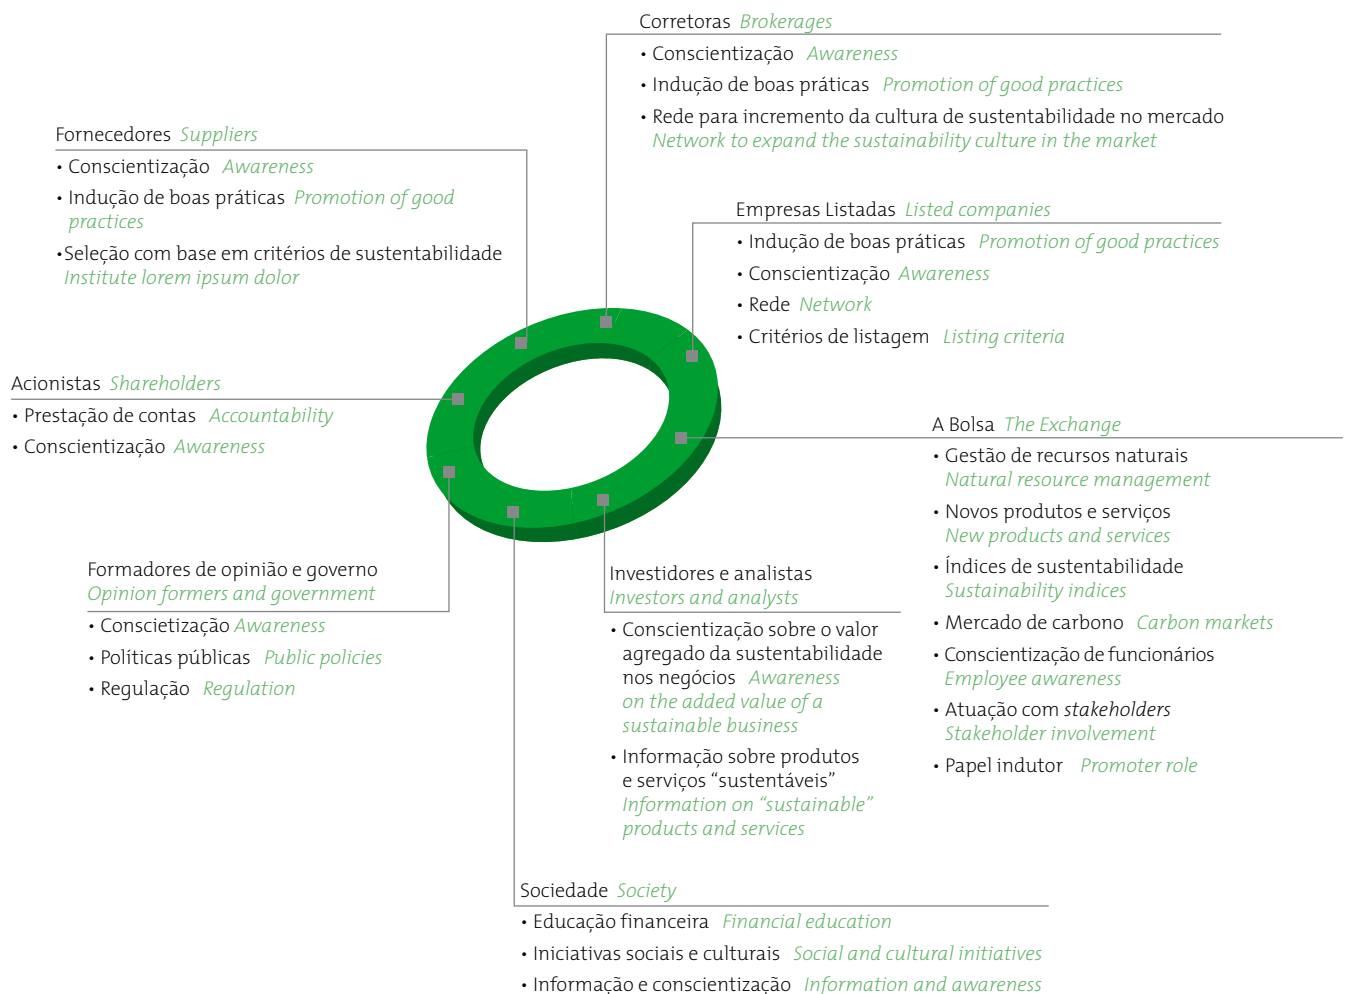 Corretoras Brokerages
• Conscientização Awareness
• Indução de boas práticas Promotion of good practices
• Rede para incremento da cultura de sustentabilidade no mercado
Network to expand the sustainability culture in the market
Fornecedores Suppliers
• Conscientização Awareness
• Indução de boas práticas Promotion of good
practices
•Seleção com base em critérios de sustentabilidade
Institute lorem ipsum dolor
Empresas Listadas Listed companies
• Indução de boas práticas Promotion of good practices
• Conscientização Awareness
• Rede Network
• Critérios de listagem Listing criteria
Acionistas Shareholders
• Prestação de contas Accountability
• Conscientização Awareness
A Bolsa The Exchange
• Gestão de recursos naturais
Natural resource management
• Novos produtos e serviços
New products and services
• Índices de sustentabilidade
Sustainability indices
• Mercado de carbono Carbon markets
• Conscientização de funcionários
Employee awareness
• Atuação com stakeholders
Stakeholder involvement
• Papel indutor Promoter role
Formadores de opinião e governo
Opinion formers and government
• Conscietização Awareness
• Políticas públicas Public policies
• Regulação Regulation
Investidores e analistas
Investors and analysts
• Conscientização sobre o valor
agregado da sustentabilidade
nos negócios Awareness
on the added value of a
sustainable business
• Informação sobre produtos
e serviços “sustentáveis”
Information on “sustainable”
products and services
Sociedade Society
• Educação financeira Financial education
• Iniciativas sociais e culturais Social and cultural initiatives
• Informação e conscientização Information and awareness